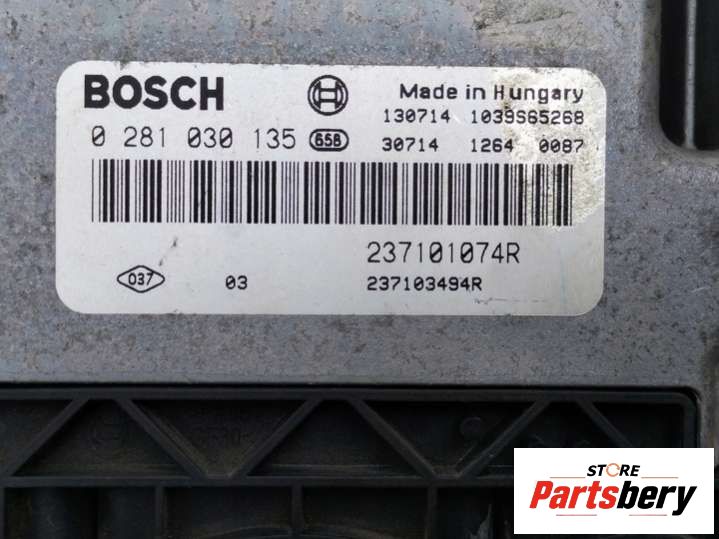 BOSCH
Made in Hungary
130714 1039S65268
0 281 030 135 656
30714 1264 0087
237101074R
037 03 237103494R
STORE
Partsbery